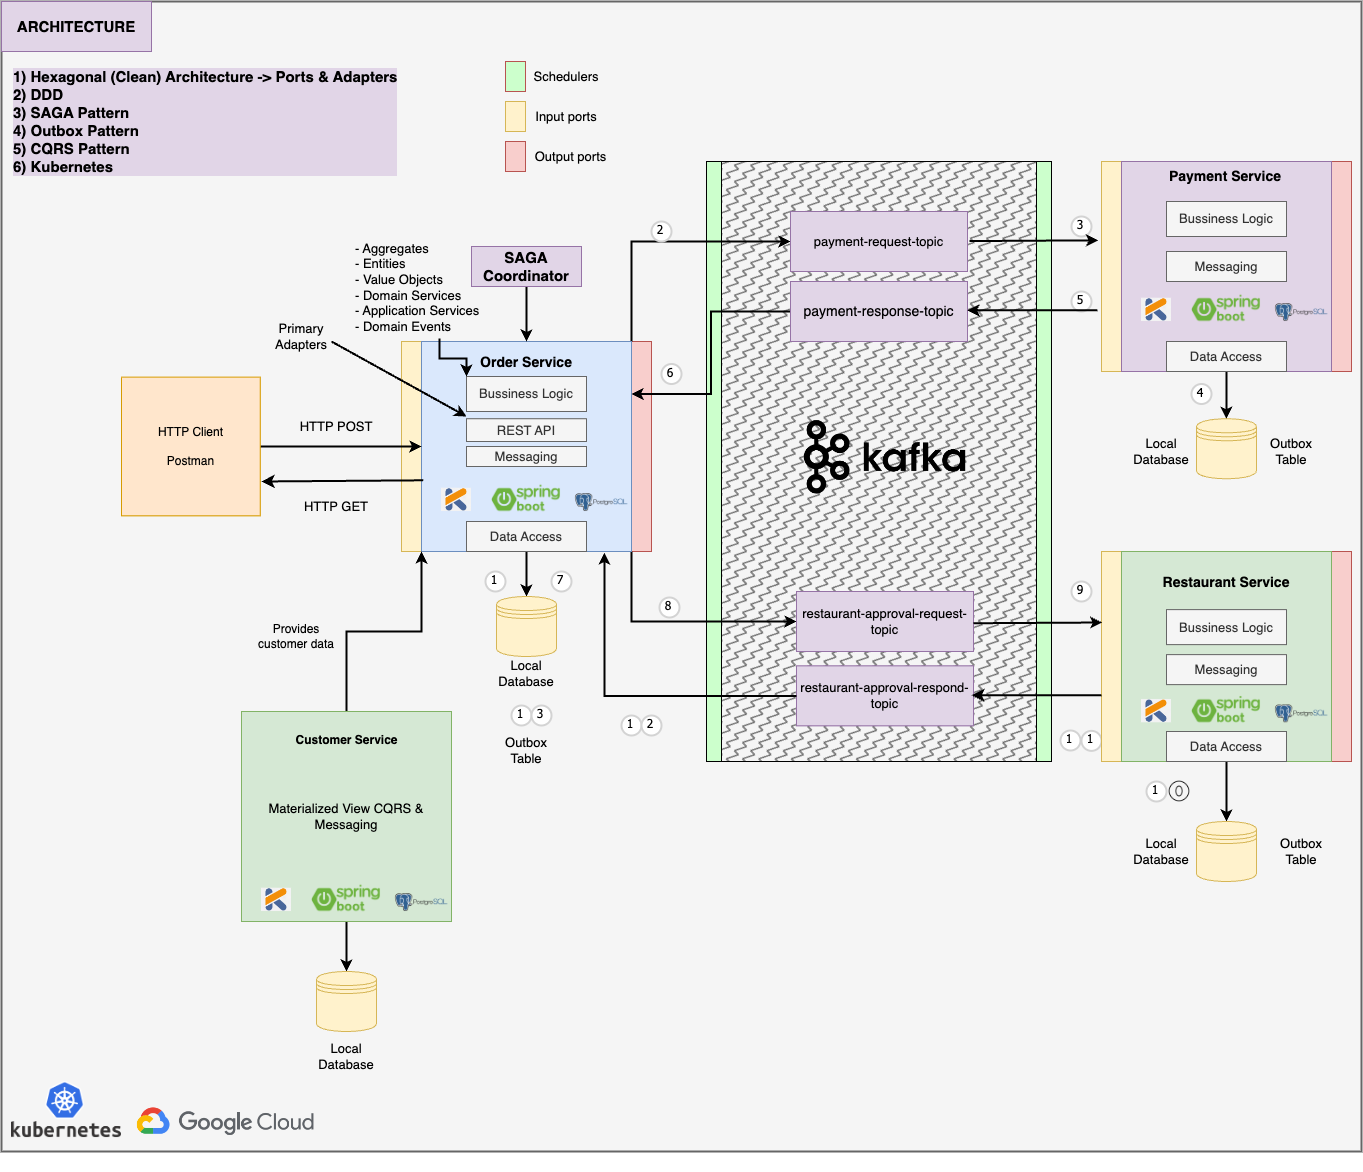 ARCHITECTURE
1) Hexagonal (Clean) Architecture -> Ports & Adapters
2) DDD
3) SAGA Pattern
4) Outbox Pattern
5) CQRS Pattern
6) Kubernetes
Schedulers
Input ports
Output ports
- Aggregates
- Entities
- Value Objects
- Domain Services
- Application Services
- Domain Events
SAGA
Coordinator
Primary
Adapters
HTTP Client
Postman
HTTP POST
HTTP GET
Order Service
Bussiness Logic
REST API
Messaging
spring
boot
PostgreSQL
Data Access
1
7
Local
Database
1 3
Outbox
Table
Provides
customer data
Customer Service
Materialized View CQRS &
Messaging
spring
boot
PostgreSQL
Local
Database
2
6
8
1 2
payment-request-topic
payment-response-topic
kafka
restaurant-approval-request-
topic
restaurant-approval-respond-
topic
3
5
9
1 1
Payment Service
Bussiness Logic
Messaging
spring
boot
PostgreSQL
Data Access
4
Local
Database
Outbox
Table
Restaurant Service
Bussiness Logic
Messaging
spring
boot
PostgreSQL
Data Access
1 0
Local
Database
Outbox
Table
kubernetes
Google Cloud